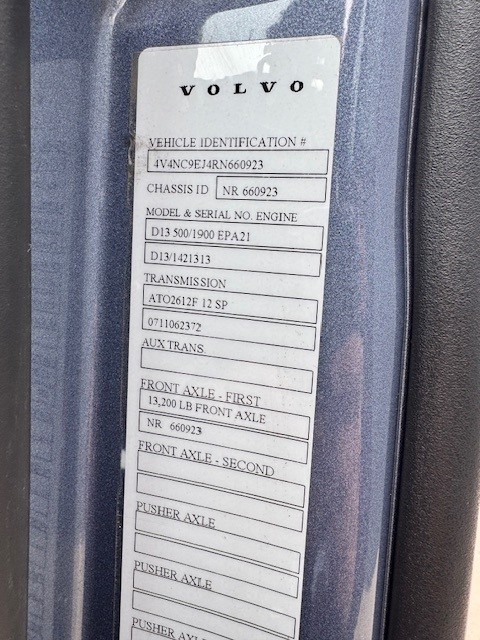 VOLVO
VEHICLE IDENTIFICATION #
4V4NC9EJ4RN660923
CHASSIS ID NR 660923
MODEL & SERIAL NO. ENGINE
D13 500/1900 EPA21
D13/1421313
TRANSMISSION
ATO2612F 12 SP
0711062372
AUX TRANS.
FRONT AXLE - FIRST
13,200 LB FRONT AXLE
NR 660923
FRONT AXLE - SECOND
PUSHER AXLE
PUSHER AXLE
PUSHER AXLE